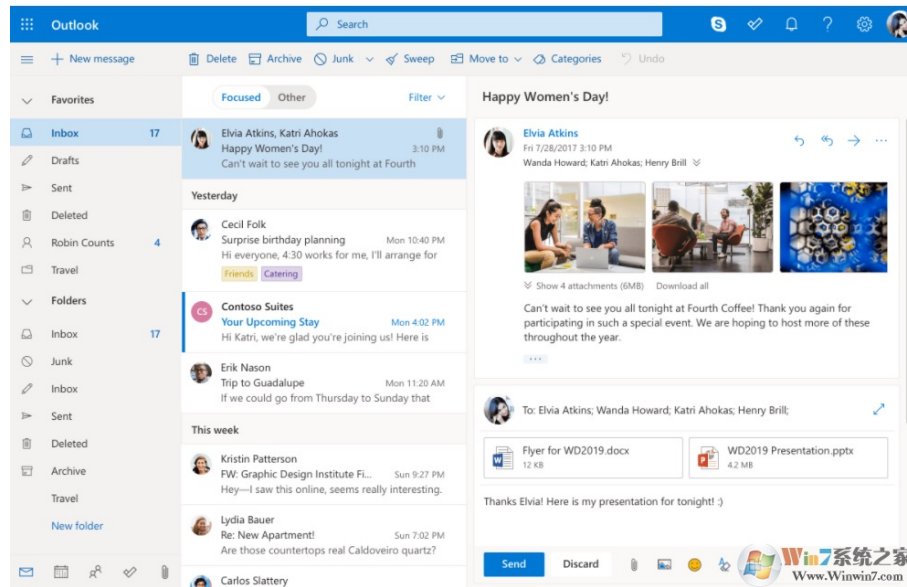 Outlook
Search
New message
Delete Archive Junk Sweep Move to Categories Undo
Favorites
Inbox 17
Drafts
Sent
Deleted
Robin Counts 4
Travel
Folders
Inbox 17
Junk
Inbox
Sent
Deleted
Archive
Travel
New folder
Focused Other Filter
Elvia Atkins, Katri Ahokas
Happy Women's Day! 3:10 PM
Can't wait to see you all tonight at Fourth
Yesterday
Cecil Folk
Surprise birthday planning Mon 10:40 PM
Hi everyone, 4:30 works for me, I'll arrange for
Friends Catering
CS
Contoso Suites
Your Upcoming Stay Mon 4:02 PM
Hi Katri, we're glad you're joining us! Here is
Erik Nason
Trip to Guadalupe Mon 11:20 AM
If we could go from Thursday to Sunday that
This week
Kristin Patterson
FW: Graphic Design Institute Fi... Sun 9:27 PM
Hey—I saw this online, seems really interesting.
Lydia Bauer
Re: New Apartment! Sun 7:02 PM
Are those countertops real Caldoveiro quartz?
Carlos Slattery
Happy Women's Day!
Elvia Atkins
Fri 7/28/2017 3:10 PM
Wanda Howard; Katri Ahokas; Henry Brill
Show 4 attachments (6MB) Download all
Can't wait to see you all tonight at Fourth Coffee! Thank you again for
participating in such a special event. We are hoping to host more of these
throughout the year.
To: Elvia Atkins; Wanda Howard; Katri Ahokas; Henry Brill;
Flyer for WD2019.docx
12 KB
WD2019 Presentation.pptx
4.2 MB
Thanks Elvia! Here is my presentation for tonight! :)
Send Discard
Win7系统之家
Www.Winwin7.com